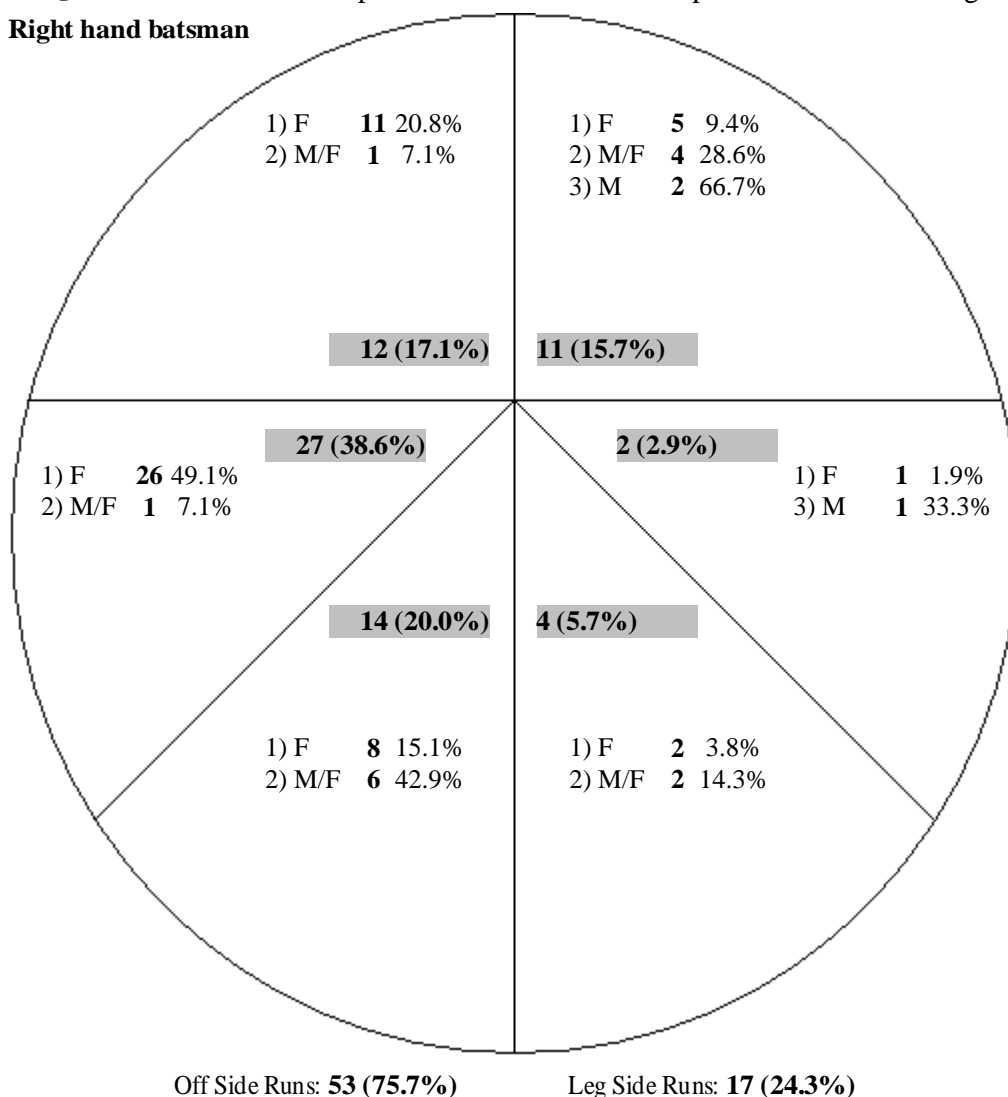 Right hand batsman
1) F 11 20.8%
2) M/F 1 7.1%
1) F 5 9.4%
2) M/F 4 28.6%
3) M 2 66.7%
12 (17.1%)
11 (15.7%)
27 (38.6%)
2 (2.9%)
1) F 26 49.1%
2) M/F 1 7.1%
1) F 1 1.9%
3) M 1 33.3%
14 (20.0%)
4 (5.7%)
1) F 8 15.1%
2) M/F 6 42.9%
1) F 2 3.8%
2) M/F 2 14.3%
Off Side Runs: 53 (75.7%)
Leg Side Runs: 17 (24.3%)